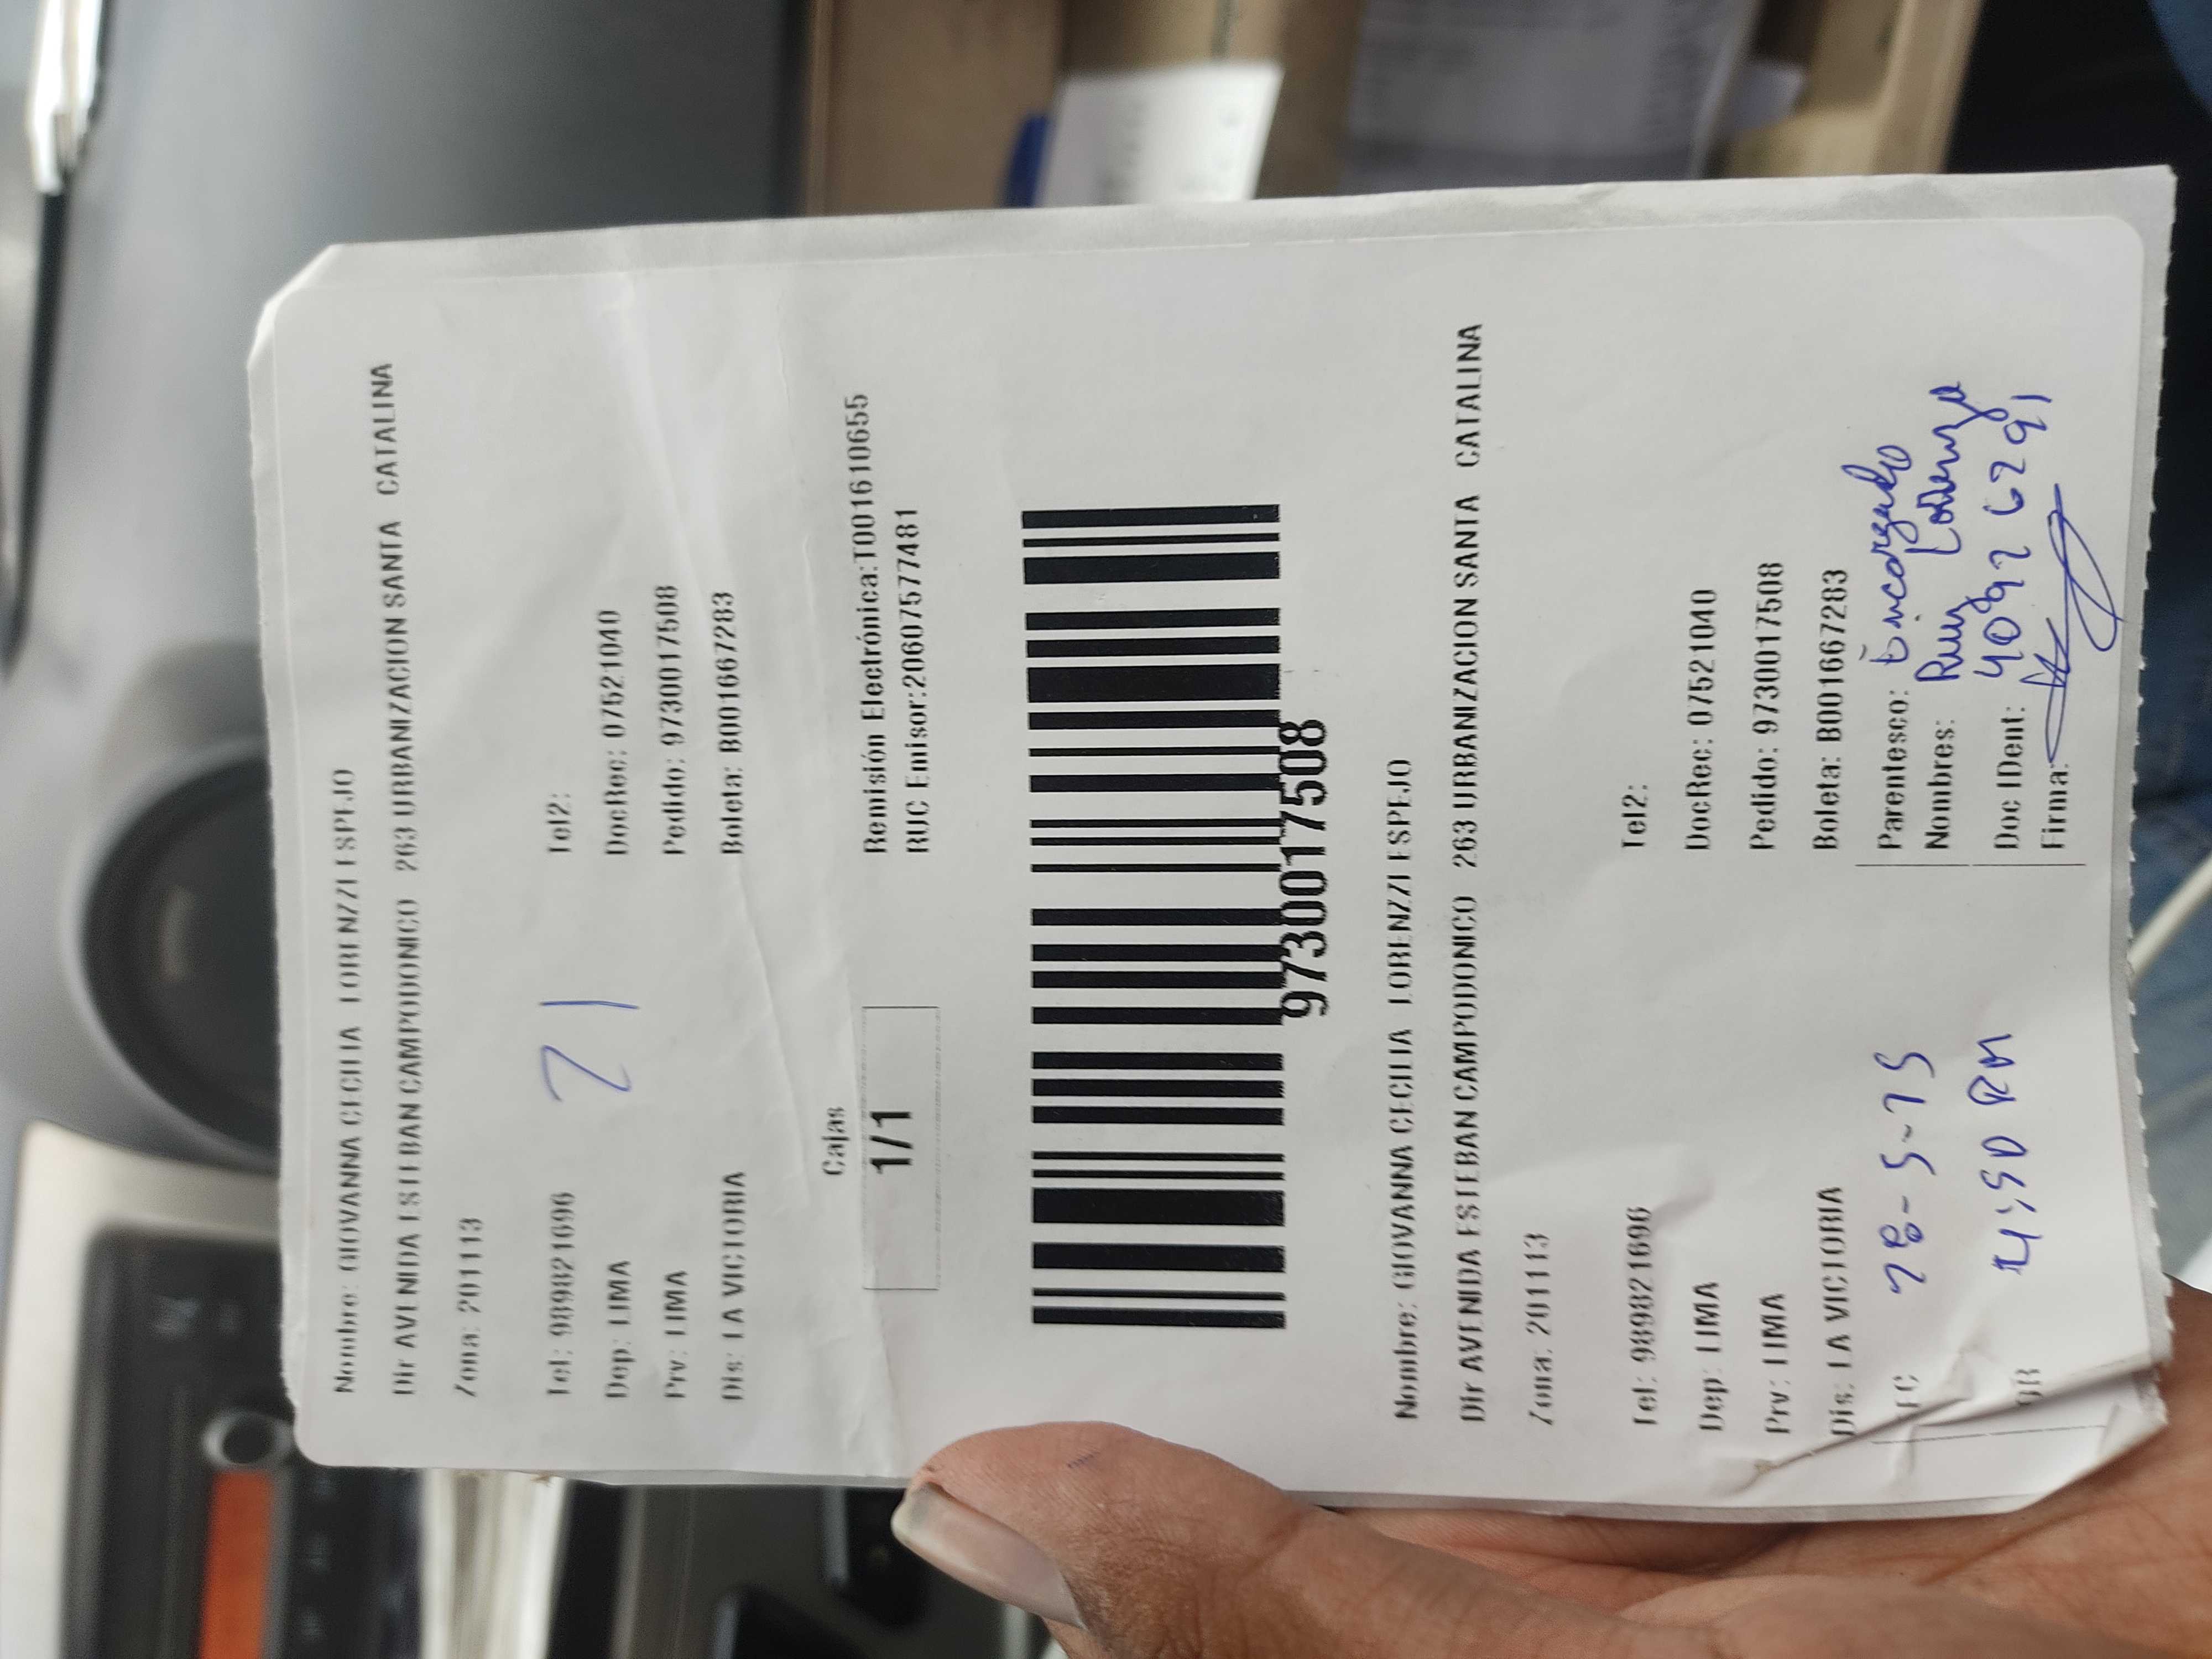 Nombre: GIOVANNA CECILIA LORENZZI ESPEJO
Dir AVENIDA ESTEBAN CAMPODONICO 263 URBANIZACION SANTA CATALINA
Zona: 201113
Tel: 989821696 Tel2:
21
Dep: LIMA DocRec: 07521040
Prv: LIMA Pedido: 9730017508
Dis: LA VICTORIA Boleta: B001667283
Cajas
1/1
Remisión Electrónica:T001610655
RUC Emisor:20607577481
9730017508
Nombre: GIOVANNA CECILIA LORENZZI ESPEJO
Dir AVENIDA ESTEBAN CAMPODONICO 263 URBANIZACION SANTA CATALINA
Zona: 201113
Tel: 989821696 Tel2:
Dep: LIMA DocRec: 07521040
Prv: LIMA Pedido: 9730017508
Dis: LA VICTORIA Boleta: B001667283
28-5-25 Parentesco: Encargado
Nombres: Ruiz Lorenzo
4:50 PM Doc IDent: 40926291
Firma: